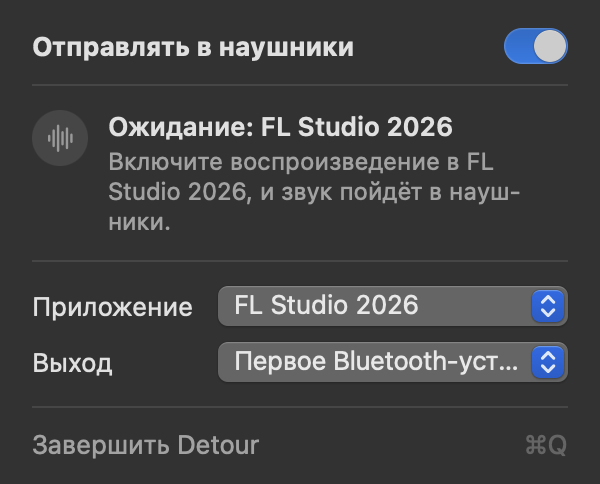 Отправлять в наушники
Ожидание: FL Studio 2026
Включите воспроизведение в FL
Studio 2026, и звук пойдёт в науш-
ники.
Приложение FL Studio 2026
Выход Первое Bluetooth-уст...
Завершить Detour ⌘Q